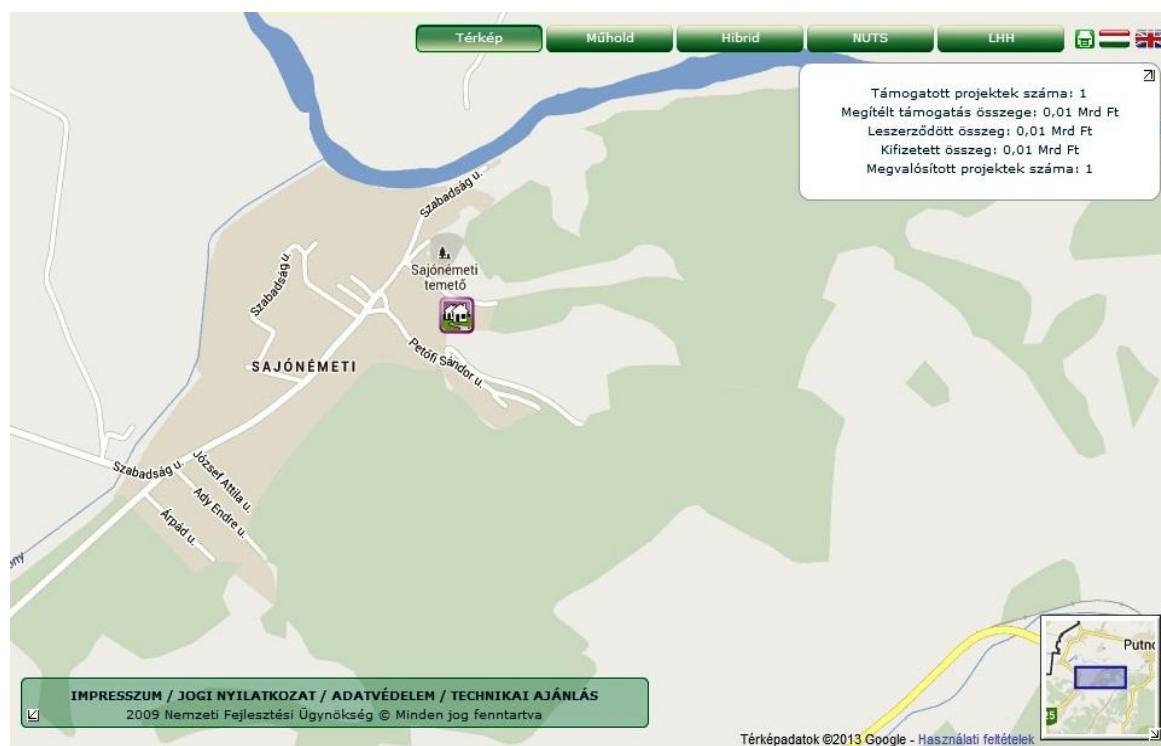 Térkép
Műhold
Hibrid
NUTS
LHH
Támogatott projektek száma: 1
Megítélt támogatás összege: 0,01 Mrd Ft
Leszerződött összeg: 0,01 Mrd Ft
Kifizetett összeg: 0,01 Mrd Ft
Megvalósított projektek száma: 1
Szabadság u.
Sajónémeti
temető
Szabadság u.
Petőfi Sándor u.
SAJÓNÉMETI
Szabadság u.
József Attila u.
Ady Endre u.
Árpád u.
Putno
25
IMPRESSZUM / JOGI NYILATKOZAT / ADATVÉDELEM / TECHNIKAI AJÁNLÁS
2009 Nemzeti Fejlesztési Ügynökség © Minden jog fenntartva
Térképadatok ©2013 Google - Használati feltételek